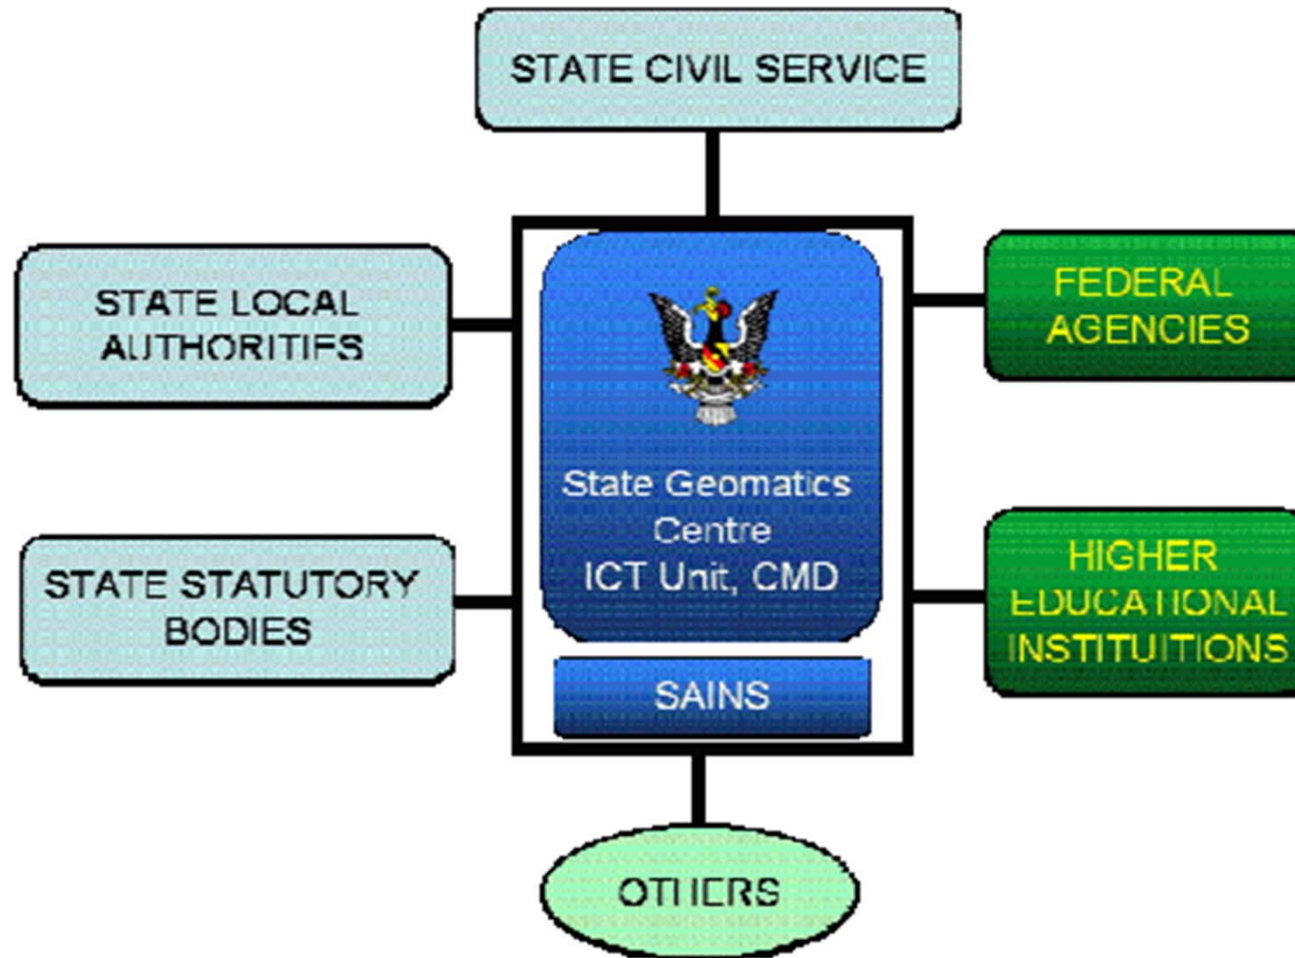 STATE CIVIL SERVICE
STATE LOCAL
AUTHORITIES
FEDERAL
AGENCIES
State Geomatics
Centre
ICT Unit, CMD
STATE STATUTORY
BODIES
HIGHER
EDUCATIONAL
INSTITUITIONS
SAINS
OTHERS